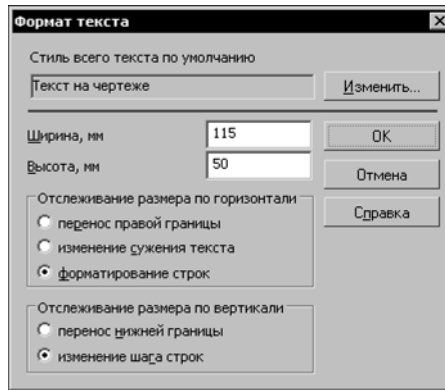 Формат текста
Стиль всего текста по умолчанию
Текст на чертеже
Изменить...
Ширина, мм 115
ОК
Высота, мм 50
Отмена
Справка
Отслеживание размера по горизонтали
перенос правой границы
изменение сужения текста
форматирование строк
Отслеживание размера по вертикали
перенос нижней границы
изменение шага строк